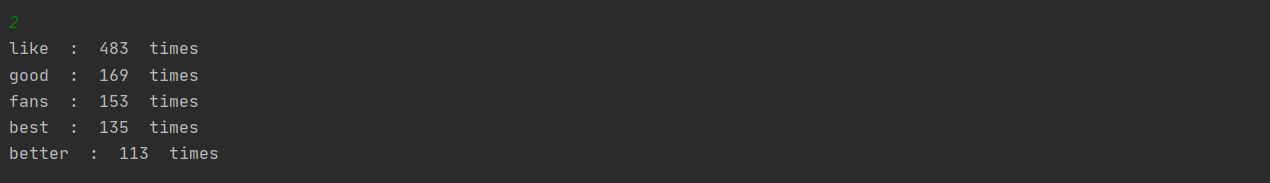 2
like  :  483  times
good  :  169  times
fans  :  153  times
best  :  135  times
better  :  113  times